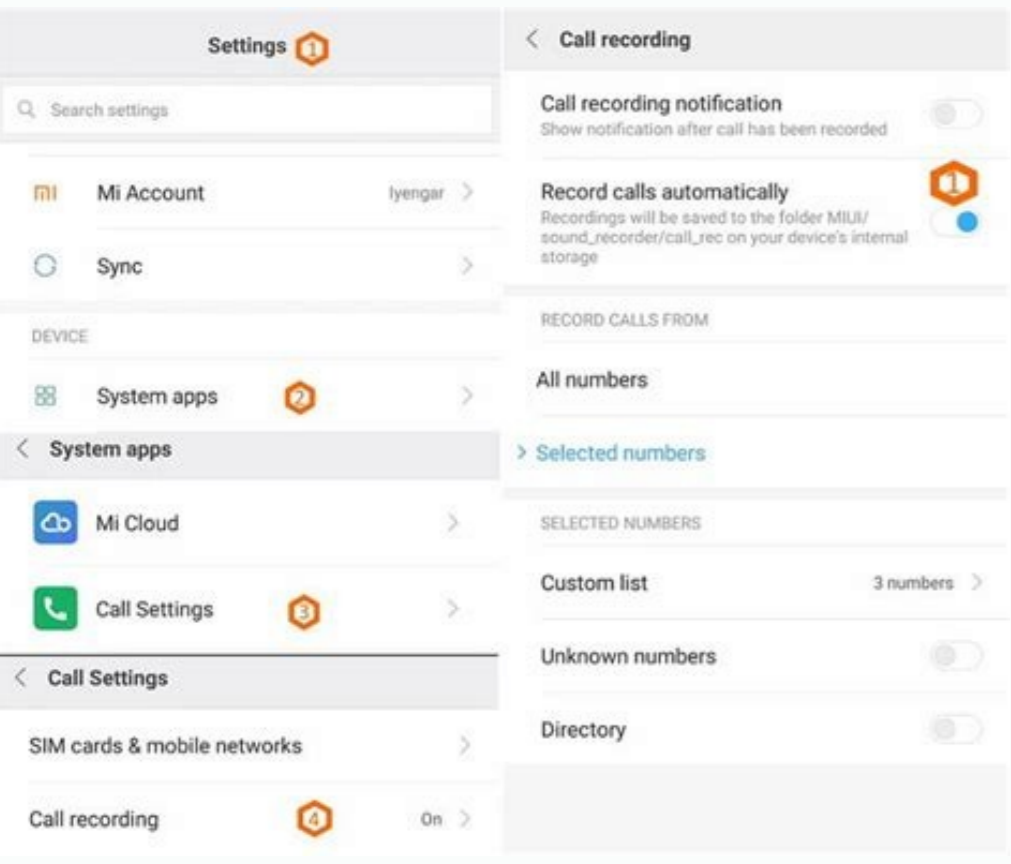 Settings 1
Search settings
Mi Account Iyengar
Sync
DEVICE
System apps 2
System apps
Mi Cloud
Call Settings 3
Call Settings
SIM cards & mobile networks
Call recording 4 On
Call recording
Call recording notification
Show notification after call has been recorded
1
Record calls automatically
Recordings will be saved to the folder MIUI/
sound_recorder/call_rec on your device's internal
storage
RECORD CALLS FROM
All numbers
Selected numbers
SELECTED NUMBERS
Custom list 3 numbers
Unknown numbers
Directory